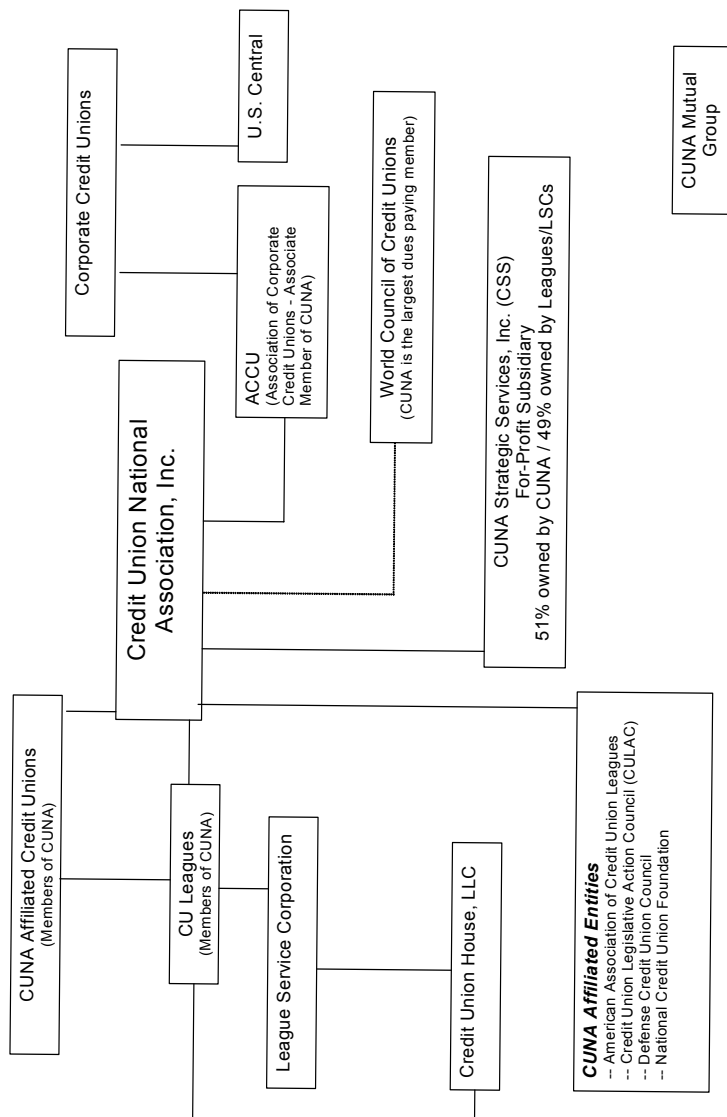 CUNA Affiliated Credit Unions
(Members of CUNA)
Credit Union National
Association, Inc.
Corporate Credit Unions
CU Leagues
(Members of CUNA)
ACCU
(Association of Corporate
Credit Unions - Associate
Member of CUNA)
U.S. Central
League Service Corporation
World Council of Credit Unions
(CUNA is the largest dues paying member)
Credit Union House, LLC
CUNA Strategic Services, Inc. (CSS)
For-Profit Subsidiary
51% owned by CUNA / 49% owned by Leagues/LSCs
CUNA Affiliated Entities
-- American Association of Credit Union Leagues
-- Credit Union Legislative Action Council (CULAC)
-- Defense Credit Union Council
-- National Credit Union Foundation
CUNA Mutual
Group